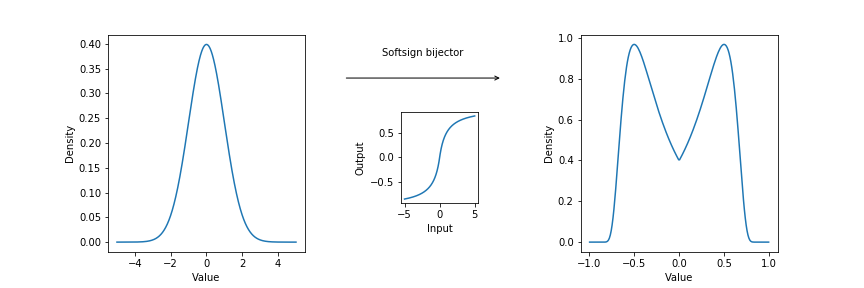 0.40
0.35
0.30
0.25
0.20
0.15
0.10
0.05
0.00
Density
−4 −2 0 2 4
Value
Softsign bijector
0.5
0.0
−0.5
Output
−5 0 5
Input
1.0
0.8
0.6
0.4
0.2
0.0
Density
−1.0 −0.5 0.0 0.5 1.0
Value